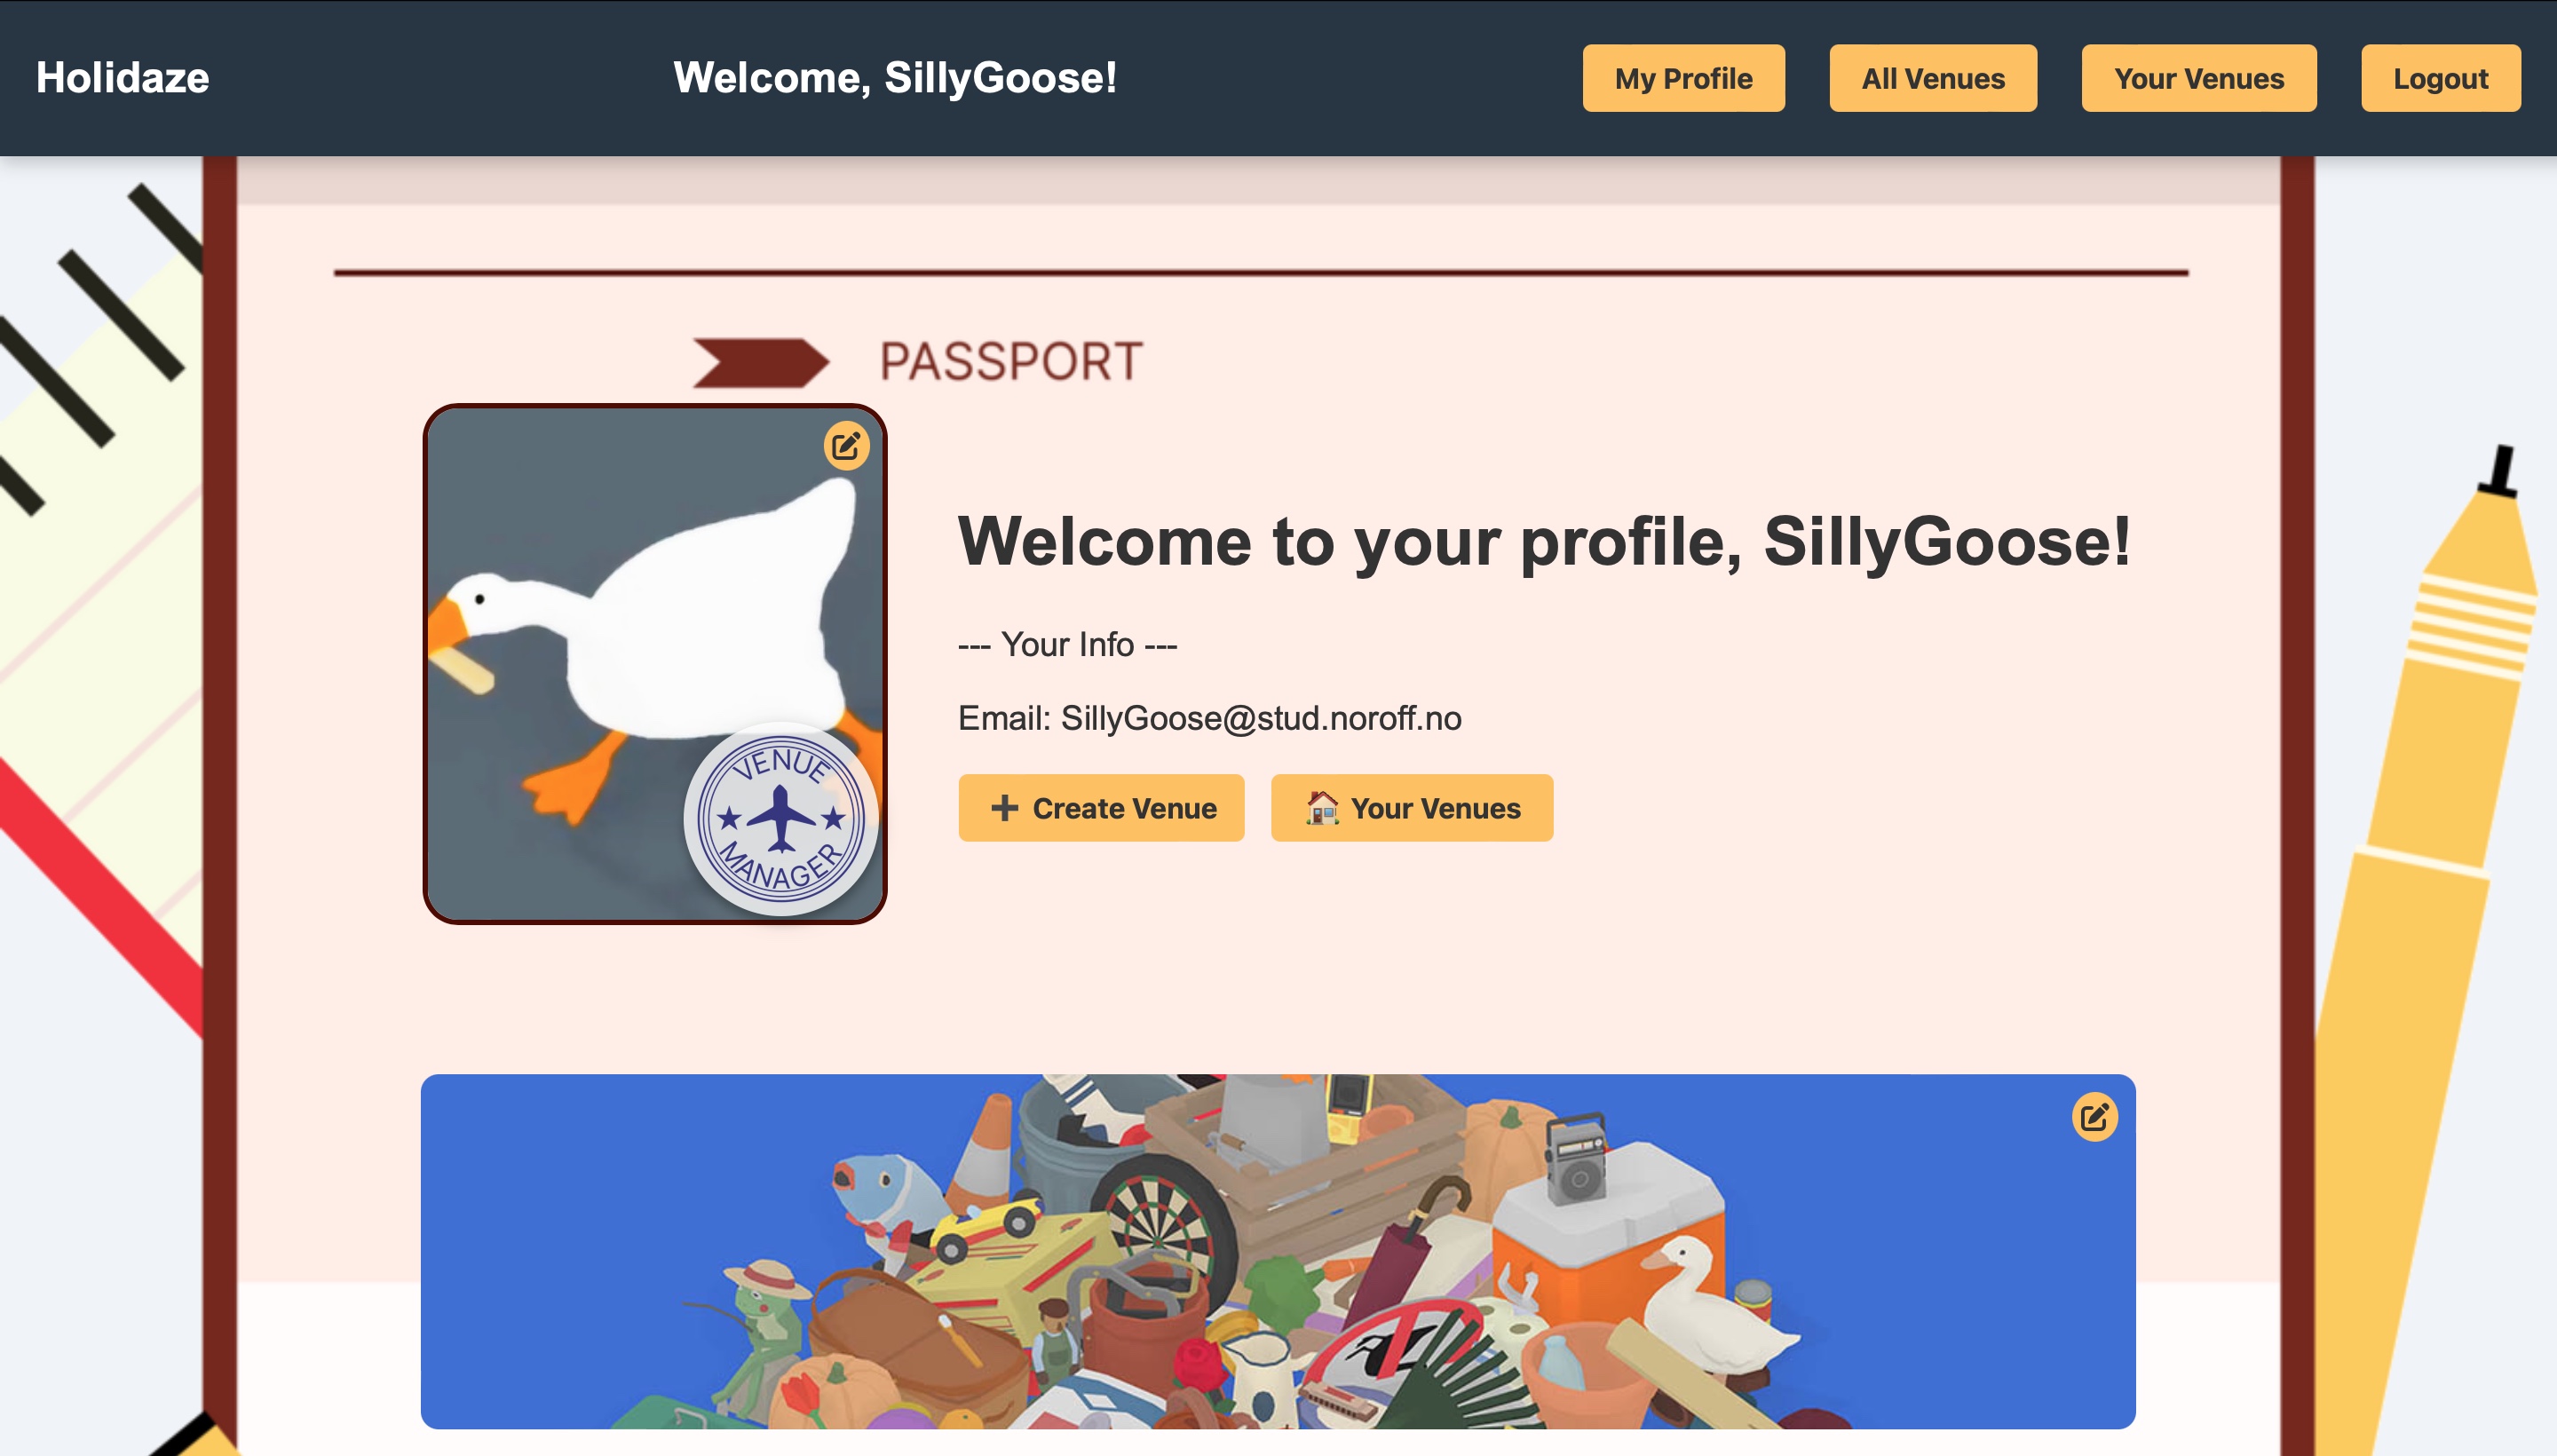 Holidaze
Welcome, SillyGoose!
My Profile
All Venues
Your Venues
Logout
PASSPORT
Welcome to your profile, SillyGoose!
--- Your Info ---
Email: SillyGoose@stud.noroff.no
➕ Create Venue
🏠 Your Venues
VENUE
MANAGER